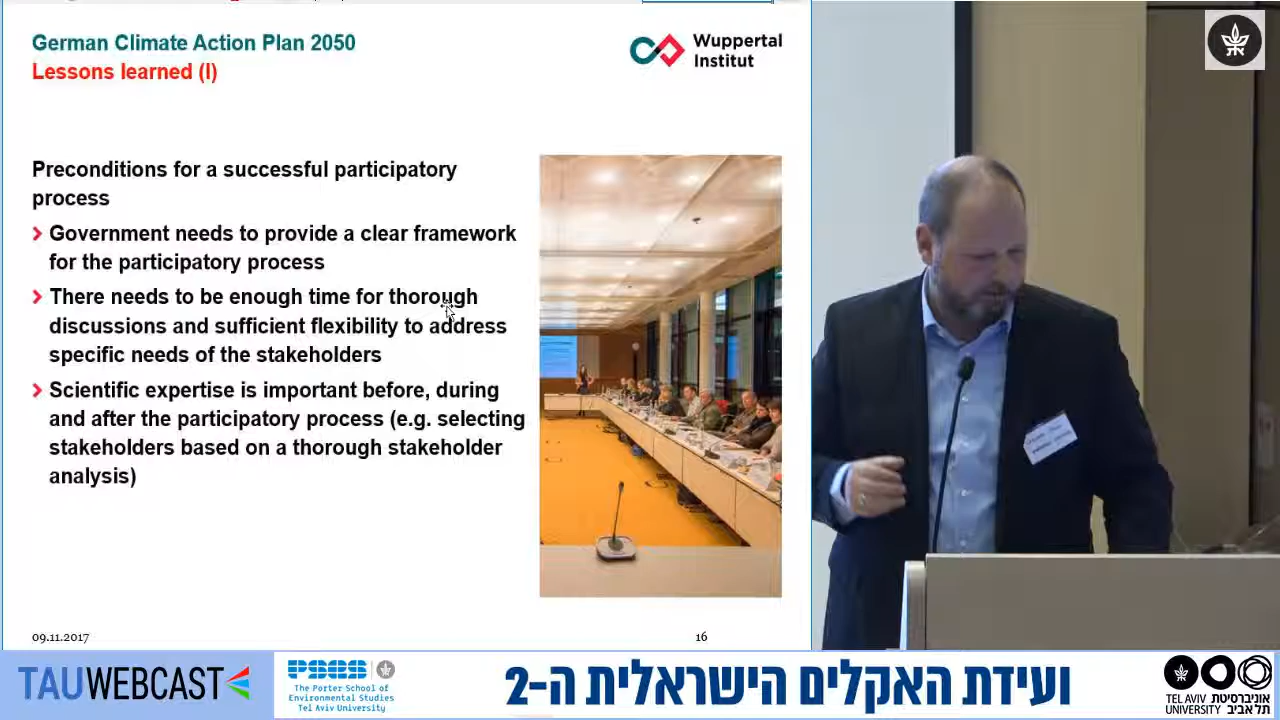 German Climate Action Plan 2050
Lessons learned (I)
Wuppertal
Institut
Preconditions for a successful participatory
process
Government needs to provide a clear framework
for the participatory process
There needs to be enough time for thorough
discussions and sufficient flexibility to address
specific needs of the stakeholders
Scientific expertise is important before, during
and after the participatory process (e.g. selecting
stakeholders based on a thorough stakeholder
analysis)
09.11.2017
16
TAUWEBCAST
PSES
The Porter School of
Environmental Studies
Tel Aviv University
ועידת האקלים הישראלית ה-2
TEL AVIV אוניברסיטת
UNIVERSITY תל אביב